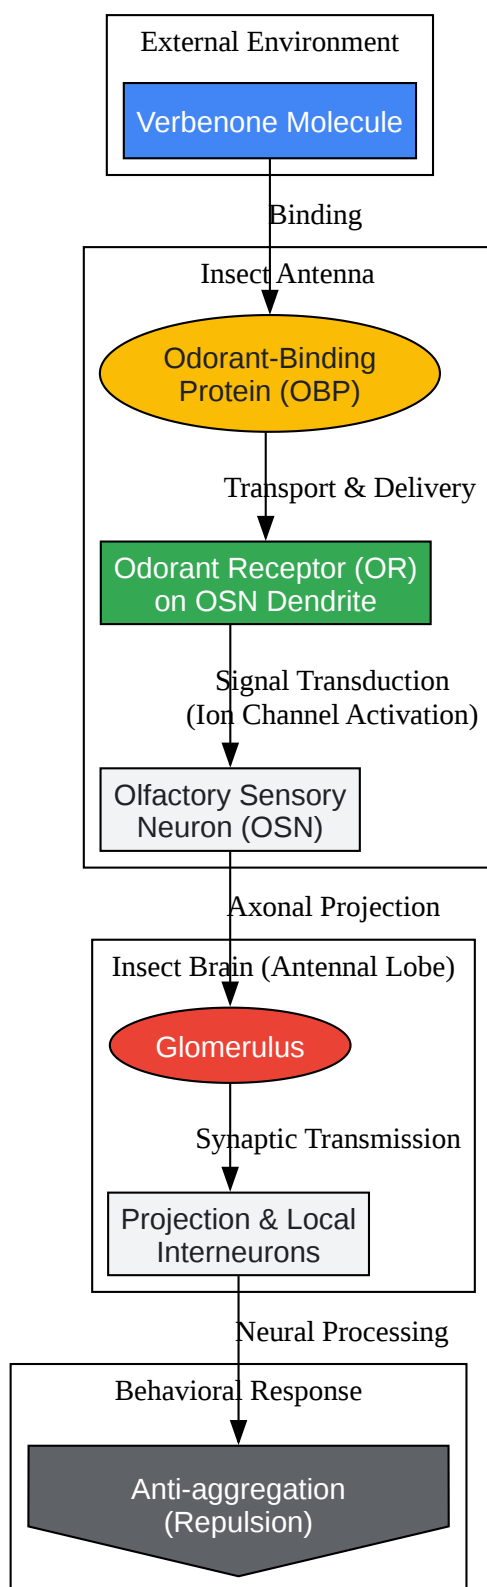 External Environment
Verbenone Molecule
Binding
Insect Antenna
Odorant-Binding
Protein (OBP)
Transport & Delivery
Odorant Receptor (OR)
on OSN Dendrite
Signal Transduction
(Ion Channel Activation)
Olfactory Sensory
Neuron (OSN)
Axonal Projection
Insect Brain (Antennal Lobe)
Glomerulus
Synaptic Transmission
Projection & Local
Interneurons
Neural Processing
Behavioral Response
Anti-aggregation
(Repulsion)